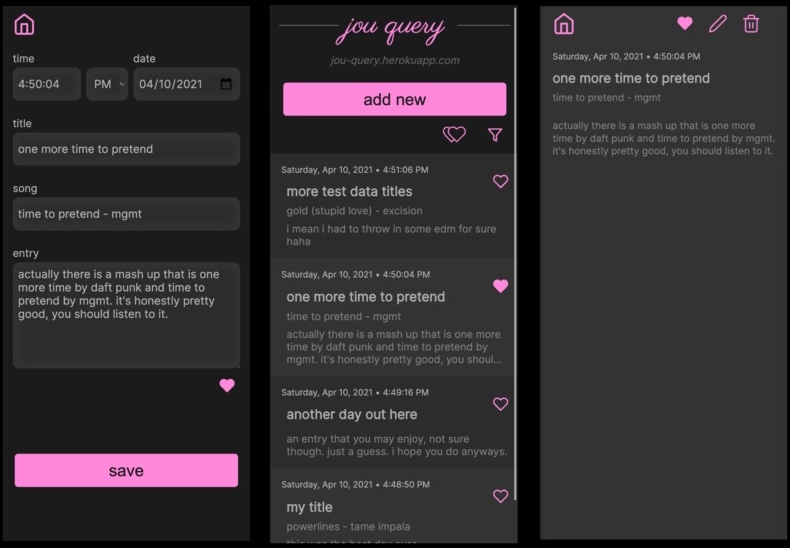 time date
4:50:04 PM 04/10/2021
title
one more time to pretend
song
time to pretend - mgmt
entry
actually there is a mash up that is one
more time by daft punk and time to
pretend by mgmt. it's honestly pretty
good, you should listen to it.
save
jou query
jou-query.herokuapp.com
add new
Saturday, Apr 10, 2021 • 4:51:06 PM
more test data titles
gold (stupid love) - excision
i mean i had to throw in some edm for sure
haha
Saturday, Apr 10, 2021 • 4:50:04 PM
one more time to pretend
time to pretend - mgmt
actually there is a mash up that is one more
time by daft punk and time to pretend by
mgmt. it's honestly pretty good, you shoul...
Saturday, Apr 10, 2021 • 4:49:16 PM
another day out here
an entry that you may enjoy, not sure
though. just a guess. i hope you do anyways.
Saturday, Apr 10, 2021 • 4:48:50 PM
my title
powerlines - tame impala
this was the best day ever
Saturday, Apr 10, 2021 • 4:50:04 PM
one more time to pretend
time to pretend - mgmt
actually there is a mash up that is one more
time by daft punk and time to pretend by mgmt.
it's honestly pretty good, you should listen to it.